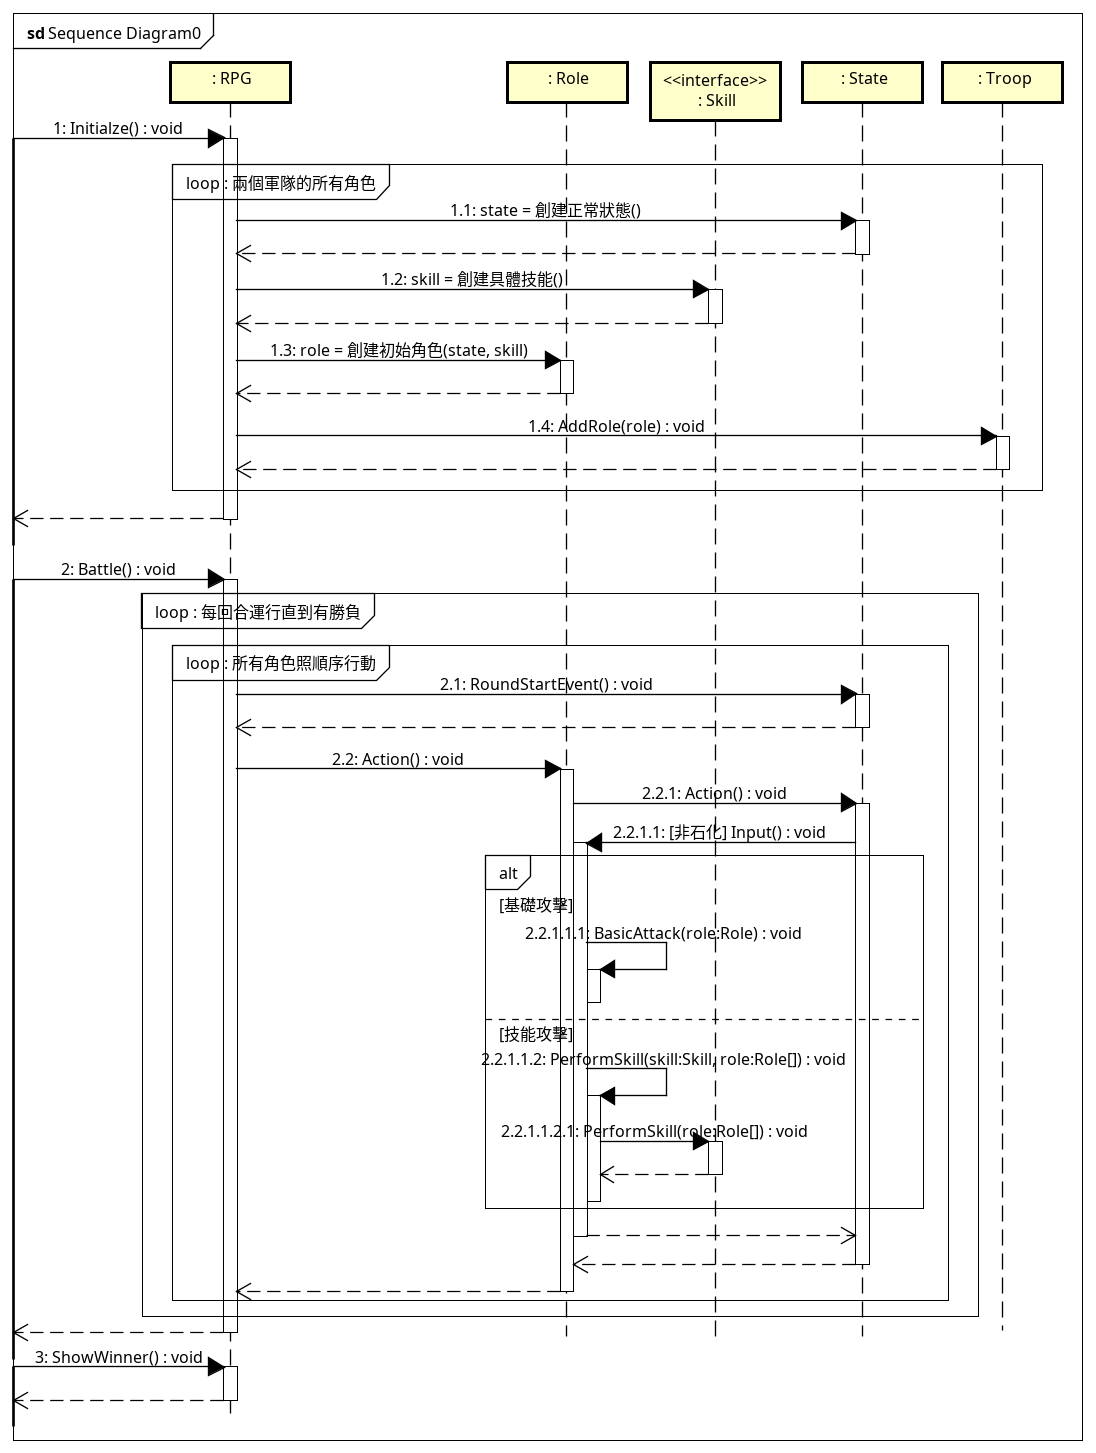 sd Sequence Diagram0
: RPG
: Role
<<interface>>
: Skill
: State
: Troop
1: Initialze() : void
loop : 兩個軍隊的所有角色
1.1: state = 創建正常狀態()
1.2: skill = 創建具體技能()
1.3: role = 創建初始角色(state, skill)
1.4: AddRole(role) : void
2: Battle() : void
loop : 每回合運行直到有勝負
loop : 所有角色照順序行動
2.1: RoundStartEvent() : void
2.2: Action() : void
2.2.1: Action() : void
2.2.1.1: [非石化] Input() : void
alt
[基礎攻擊]
2.2.1.1.1: BasicAttack(role:Role) : void
[技能攻擊]
2.2.1.1.2: PerformSkill(skill:Skill, role:Role[]) : void
2.2.1.1.2.1: PerformSkill(role:Role[]) : void
3: ShowWinner() : void